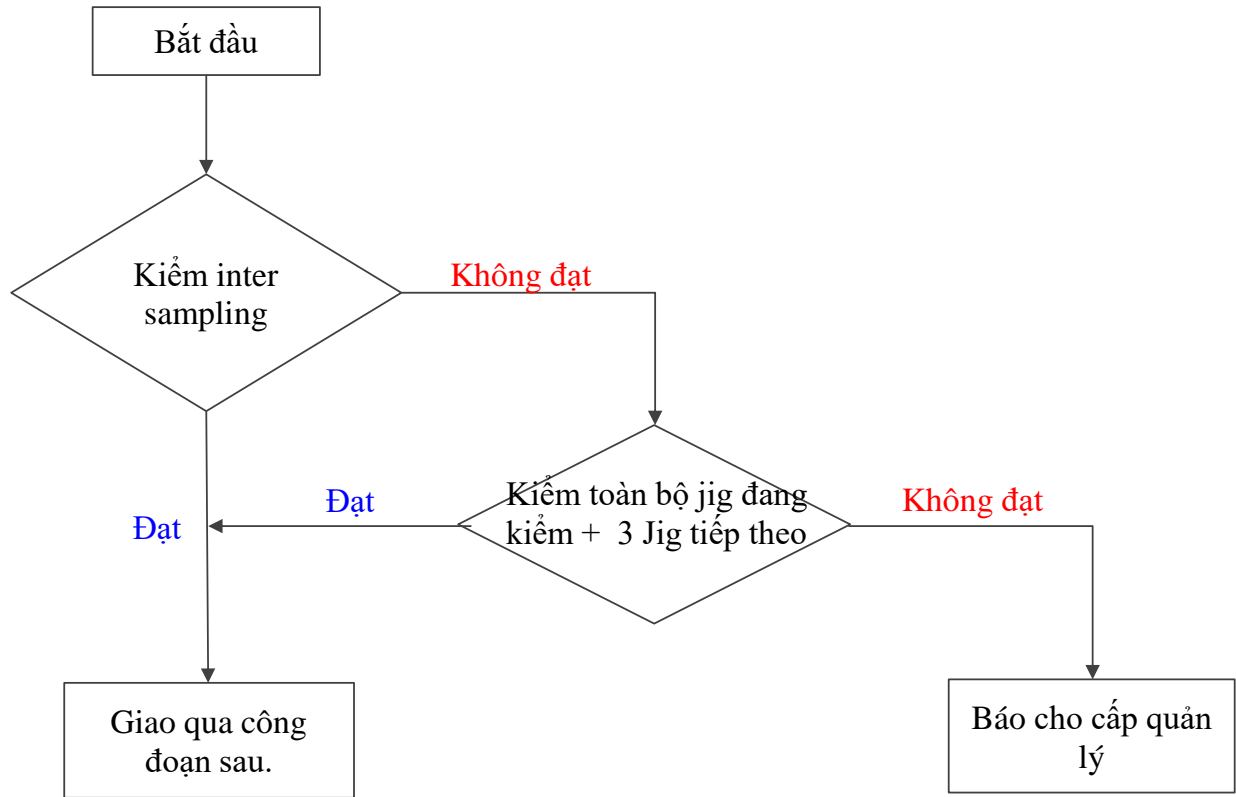 Bắt đầu
Kiểm inter
sampling
Không đạt
Kiểm toàn bộ jig đang
kiểm + 3 Jig tiếp theo
Đạt
Không đạt
Đạt
Giao qua công
đoạn sau.
Báo cho cấp quản
lý